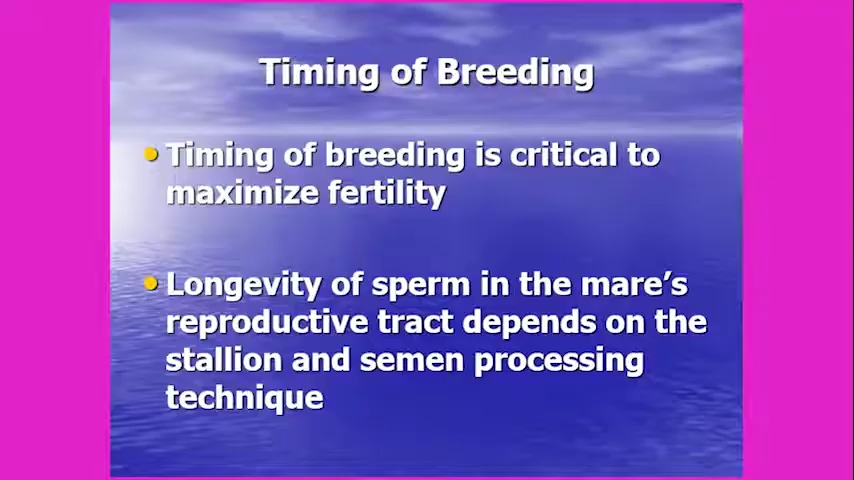 Timing of Breeding
• Timing of breeding is critical to
maximize fertility
• Longevity of sperm in the mare’s
reproductive tract depends on the
stallion and semen processing
technique